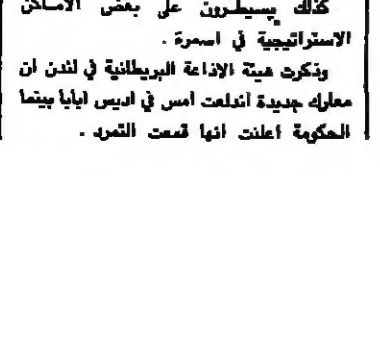 كذلك يسيطرون على بعض الاماكن
الاستراتيجية في اسمرة .
وذكرت هيئة الاذاعة البريطانية في لندن ان
معارك جديدة اندلعت امس في اديس ابابا بينما
الحكومة اعلنت انها قمعت التمرد .